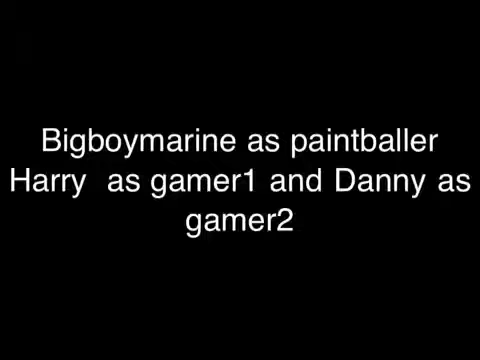 Bigboymarine as paintballer
Harry  as gamer1 and Danny as
gamer2